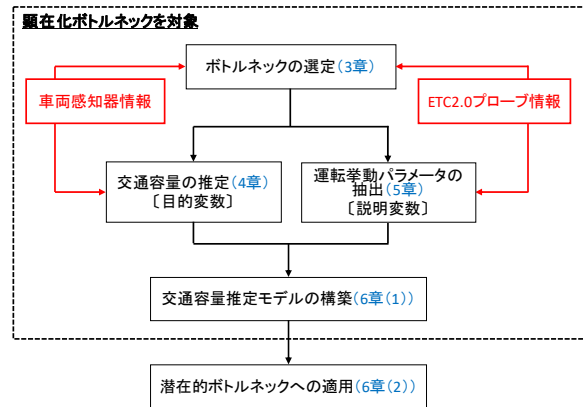 顕在化ボトルネックを対象
ボトルネックの選定(3章)
車両感知器情報
ETC2.0プローブ情報
交通容量の推定(4章)
〔目的変数〕
運転挙動パラメータの
抽出(5章)
〔説明変数〕
交通容量推定モデルの構築(6章(1))
潜在的ボトルネックへの適用(6章(2))